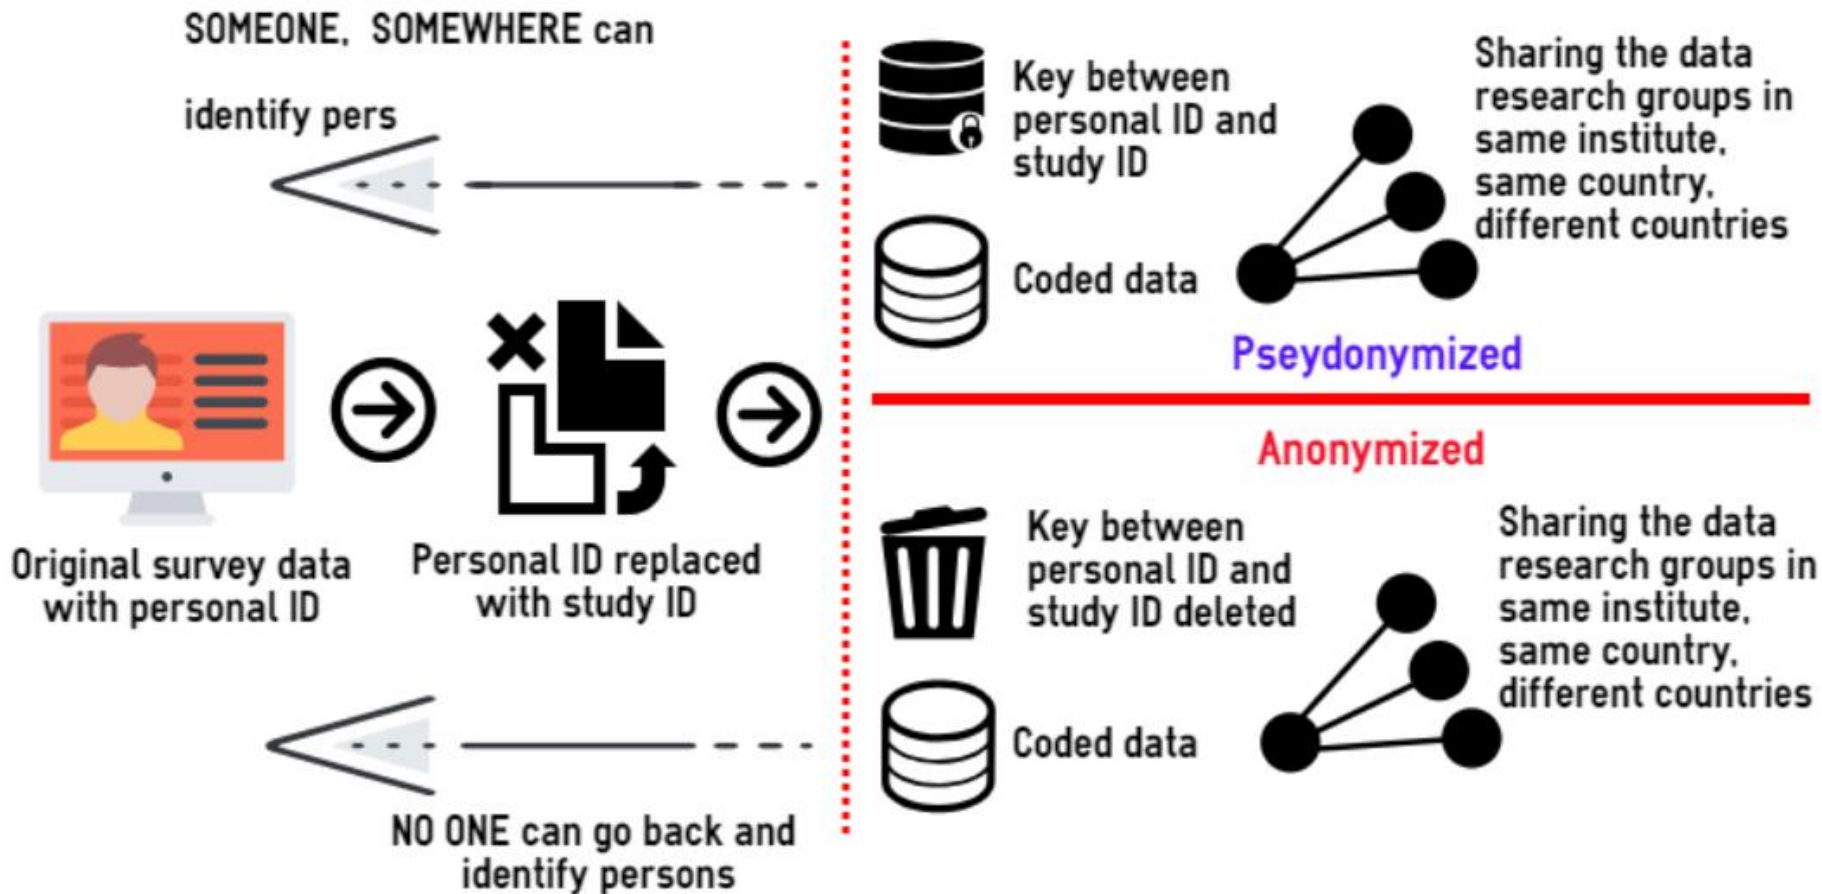 SOMEONE, SOMEWHERE can
identify pers
Original survey data
with personal ID
Personal ID replaced
with study ID
NO ONE can go back and
identify persons
Key between
personal ID and
study ID
Coded data
Sharing the data
research groups in
same institute,
same country,
different countries
Pseydonymized
Anonymized
Key between
personal ID and
study ID deleted
Coded data
Sharing the data
research groups in
same institute,
same country,
different countries